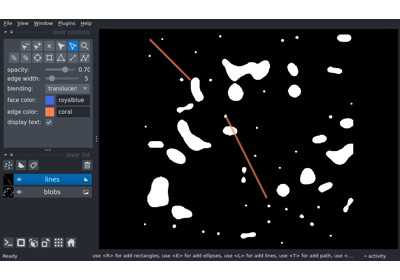 File View Window Plugins Help
layer controls
opacity: 0.70
edge width: 5
blending: translucen
face color: royalblue
edge color: coral
display text:
layer list
lines
blobs
Ready
use <R> for add rectangles, use <E> for add ellipses, use <L> for add lines, use <T> for add path, use <...
activity